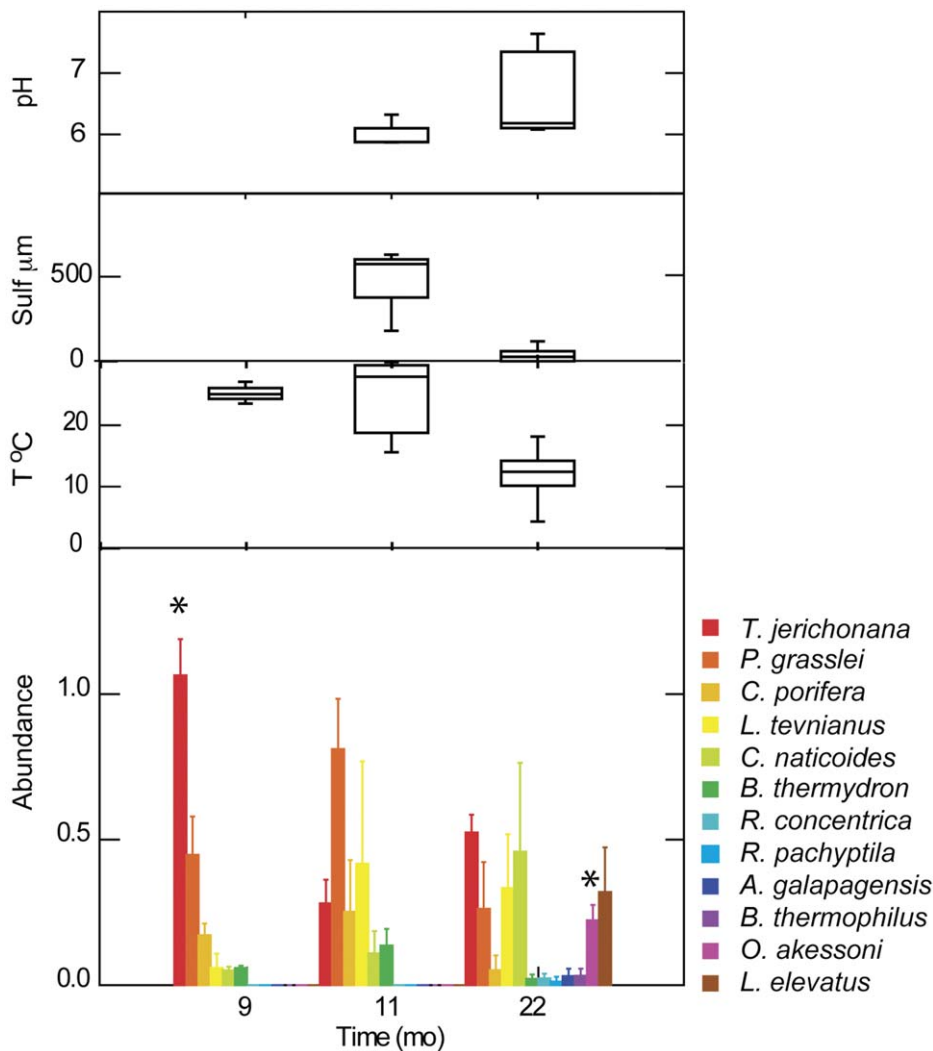 pH
7
6
Sulf μm
500
0
T °C
20
10
0
Abundance
1.0
0.5
0.0
*
*
9
11
22
Time (mo)
T. jerichonana
P. grasslei
C. porifera
L. tevnianus
C. naticoides
B. thermydron
R. concentrica
R. pachyptila
A. galapagensis
B. thermophilus
O. akessoni
L. elevatus